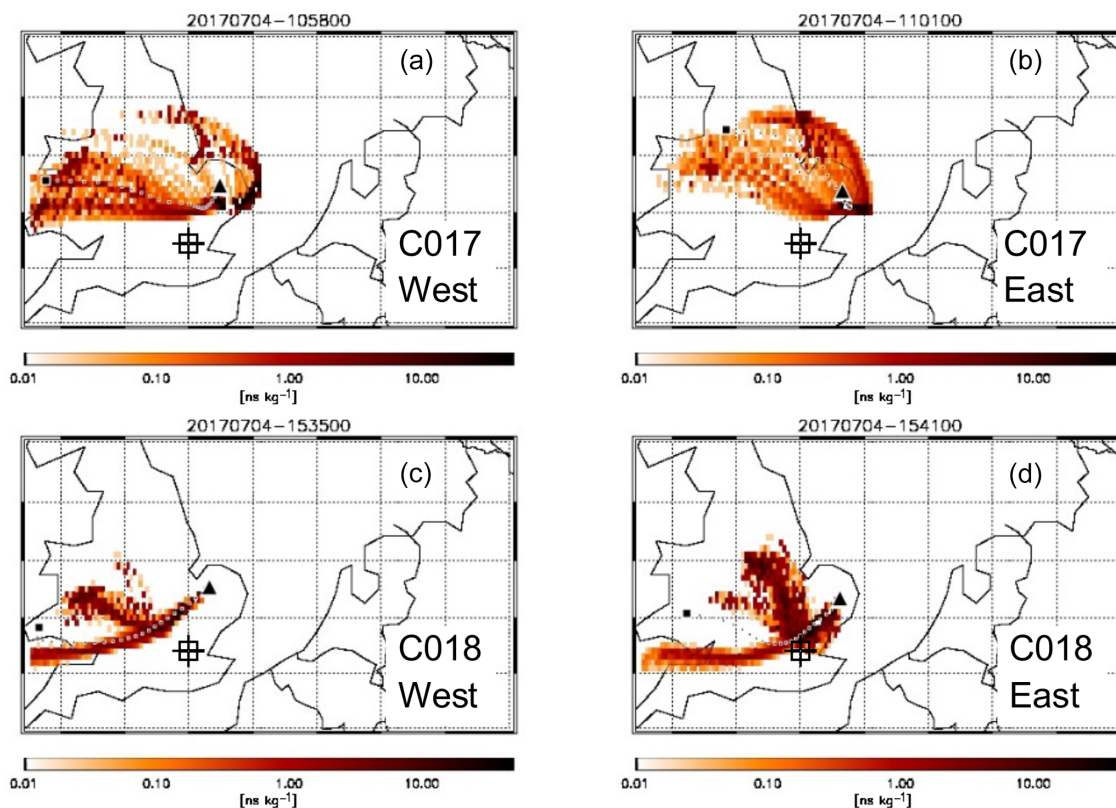 20170704-105800
(a)
C017
West
0.01 0.10 1.00 10.00
[ns kg⁻¹]
20170704-110100
(b)
C017
East
0.01 0.10 1.00 10.00
[ns kg⁻¹]
20170704-153500
(c)
C018
West
0.01 0.10 1.00 10.00
[ns kg⁻¹]
20170704-154100
(d)
C018
East
0.01 0.10 1.00 10.00
[ns kg⁻¹]